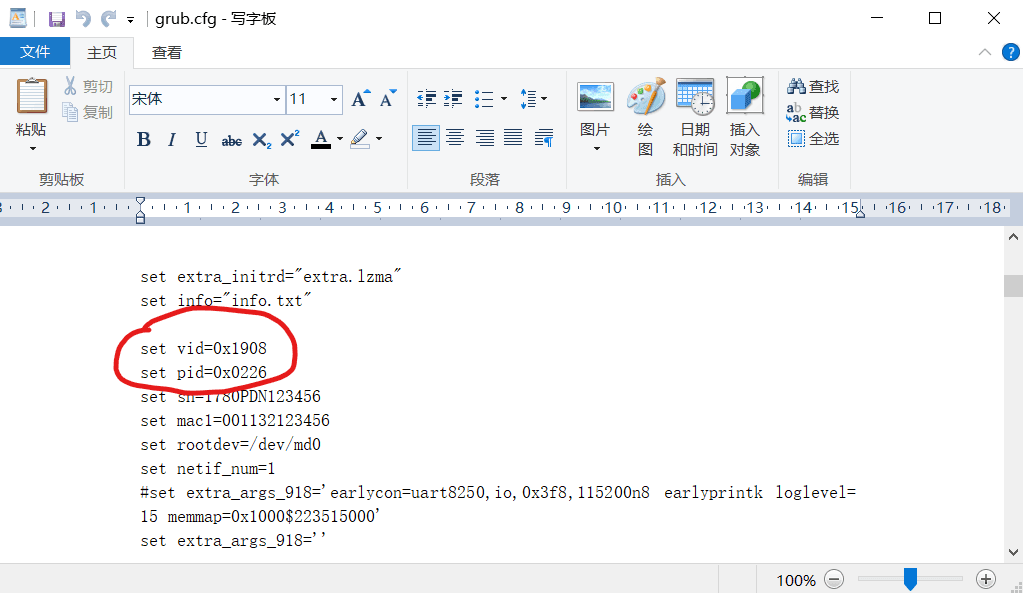 grub.cfg - 写字板
文件 主页 查看
粘贴
剪切
复制
剪贴板
宋体 11
B I U abc X₂ X² A
字体
段落
图片
绘图
日期和时间
插入对象
插入
查找
替换
全选
编辑
3 2 1 1 2 3 4 5 6 7 8 9 10 11 12 13 14 15 16 17 18
set extra_initrd="extra.lzma"
set info="info.txt"
set vid=0x1908
set pid=0x0226
set sn=1780PDN123456
set mac1=001132123456
set rootdev=/dev/md0
set netif_num=1
#set extra_args_918='earlycon=uart8250,io,0x3f8,115200n8 earlyprintk loglevel=
15 memmap=0x1000$223515000'
set extra_args_918=''
100%